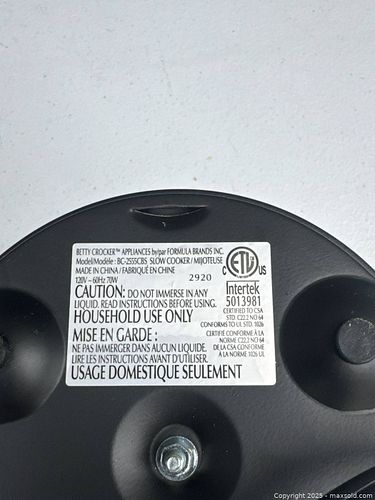 BETTY CROCKER™ APPLIANCES by/par FORMULA BRANDS INC.
Model/Modèle : BC-2555CBS SLOW COOKER / MIJOTEUSE
MADE IN CHINA / FABRIQUÉ EN CHINE
120V ~ 60Hz 70W
2920
CAUTION: DO NOT IMMERSE IN ANY
LIQUID. READ INSTRUCTIONS BEFORE USING.
HOUSEHOLD USE ONLY
MISE EN GARDE :
NE PAS IMMERGER DANS AUCUN LIQUIDE.
LIRE LES INSTRUCTIONS AVANT D'UTILISER.
USAGE DOMESTIQUE SEULEMENT
C ETL US
Intertek
5013981
CERTIFIED TO CSA
STD. C22.2 NO 64
CONFORMS TO UL STD. 1026
CERTIFIÉ CONFORME À LA
NORME C22.2 NO 64
DE LA CSA CONFORME
À LA NORME 1026 UL
Copyright © 2025 - maxsold.com